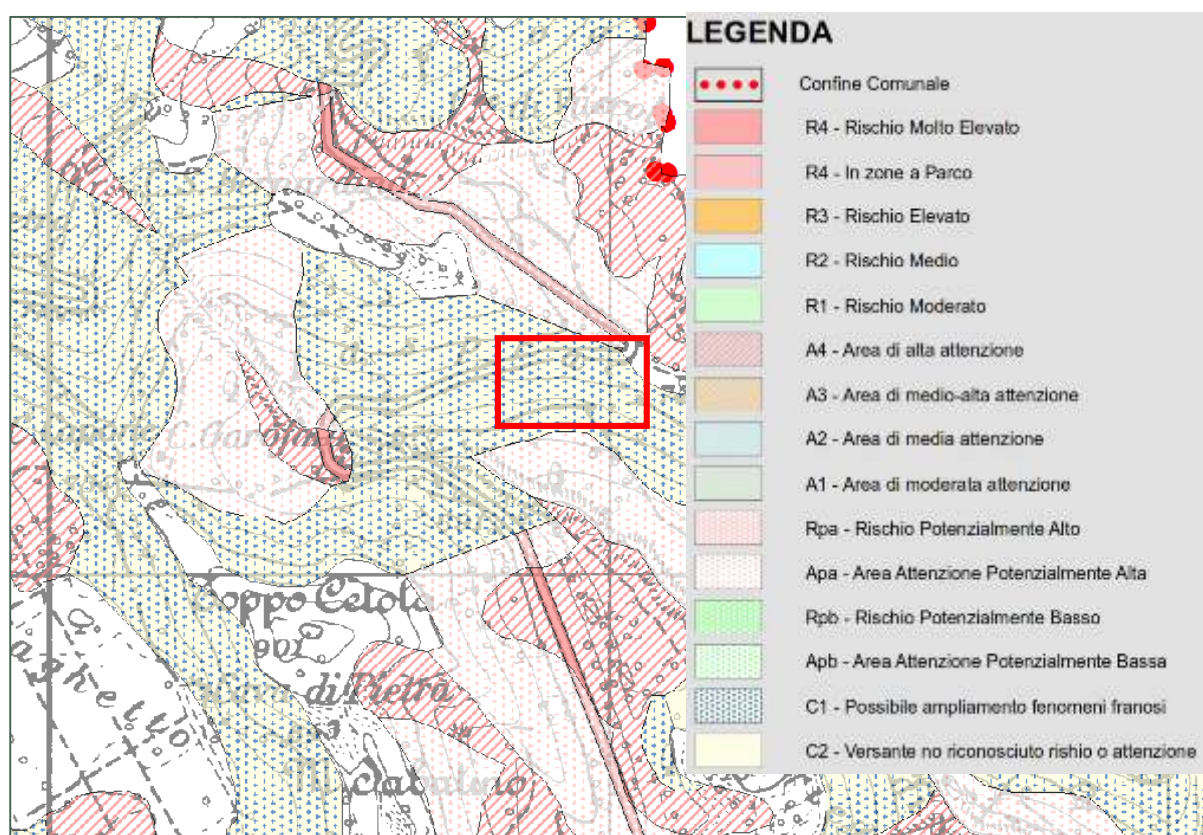 LEGENDA
Confine Comunale
R4 - Rischio Molto Elevato
R4 - In zone a Parco
R3 - Rischio Elevato
R2 - Rischio Medio
R1 - Rischio Moderato
A4 - Area di alta attenzione
A3 - Area di medio-alta attenzione
A2 - Area di media attenzione
A1 - Area di moderata attenzione
Rpa - Rischio Potenzialmente Alto
Apa - Area Attenzione Potenzialmente Alta
Rpb - Rischio Potenzialmente Basso
Apb - Area Attenzione Potenzialmente Bassa
C1 - Possibile ampliamento fenomeni franosi
C2 - Versante no riconosciuto rishio o attenzione
C. Garofano
Toppo Cetola
901
di Pietra